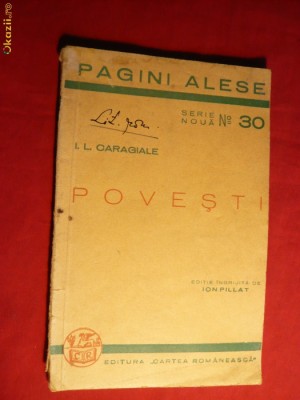 Okazii.ro
PAGINI ALESE
SERIE
NOUĂ No 30
I. L. CARAGIALE
POVEŞTI
EDIŢIE ÎNGRIJITĂ DE
ION PILLAT
EDITURA „CARTEA ROMÂNEASCĂ"